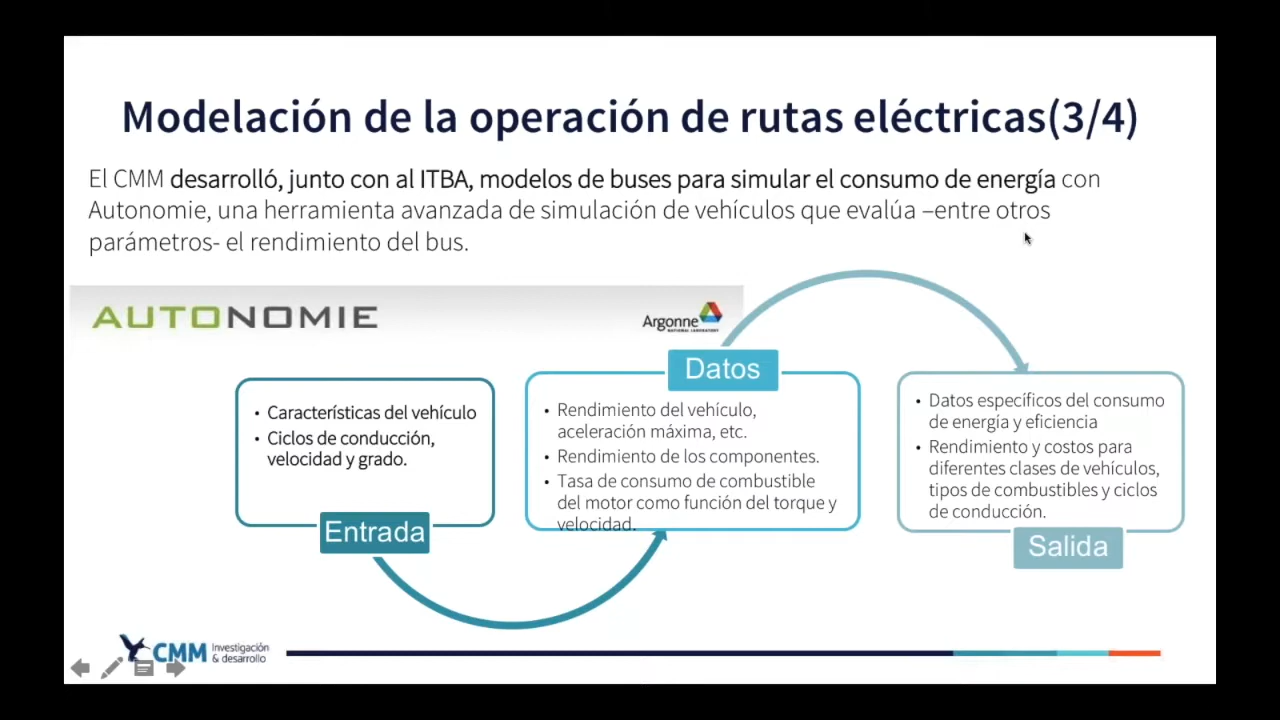 Modelación de la operación de rutas eléctricas(3/4)
El CMM desarrolló, junto con al ITBA, modelos de buses para simular el consumo de energía con
Autonomie, una herramienta avanzada de simulación de vehículos que evalúa –entre otros
parámetros- el rendimiento del bus.
AUTONOMIE
Argonne
NATIONAL LABORATORY
• Características del vehículo
• Ciclos de conducción,
velocidad y grado.
Entrada
Datos
• Rendimiento del vehículo,
aceleración máxima, etc.
• Rendimiento de los componentes.
• Tasa de consumo de combustible
del motor como función del torque y
velocidad.
• Datos específicos del consumo
de energía y eficiencia
• Rendimiento y costos para
diferentes clases de vehículos,
tipos de combustibles y ciclos
de conducción.
Salida
CMM Investigación
& desarrollo